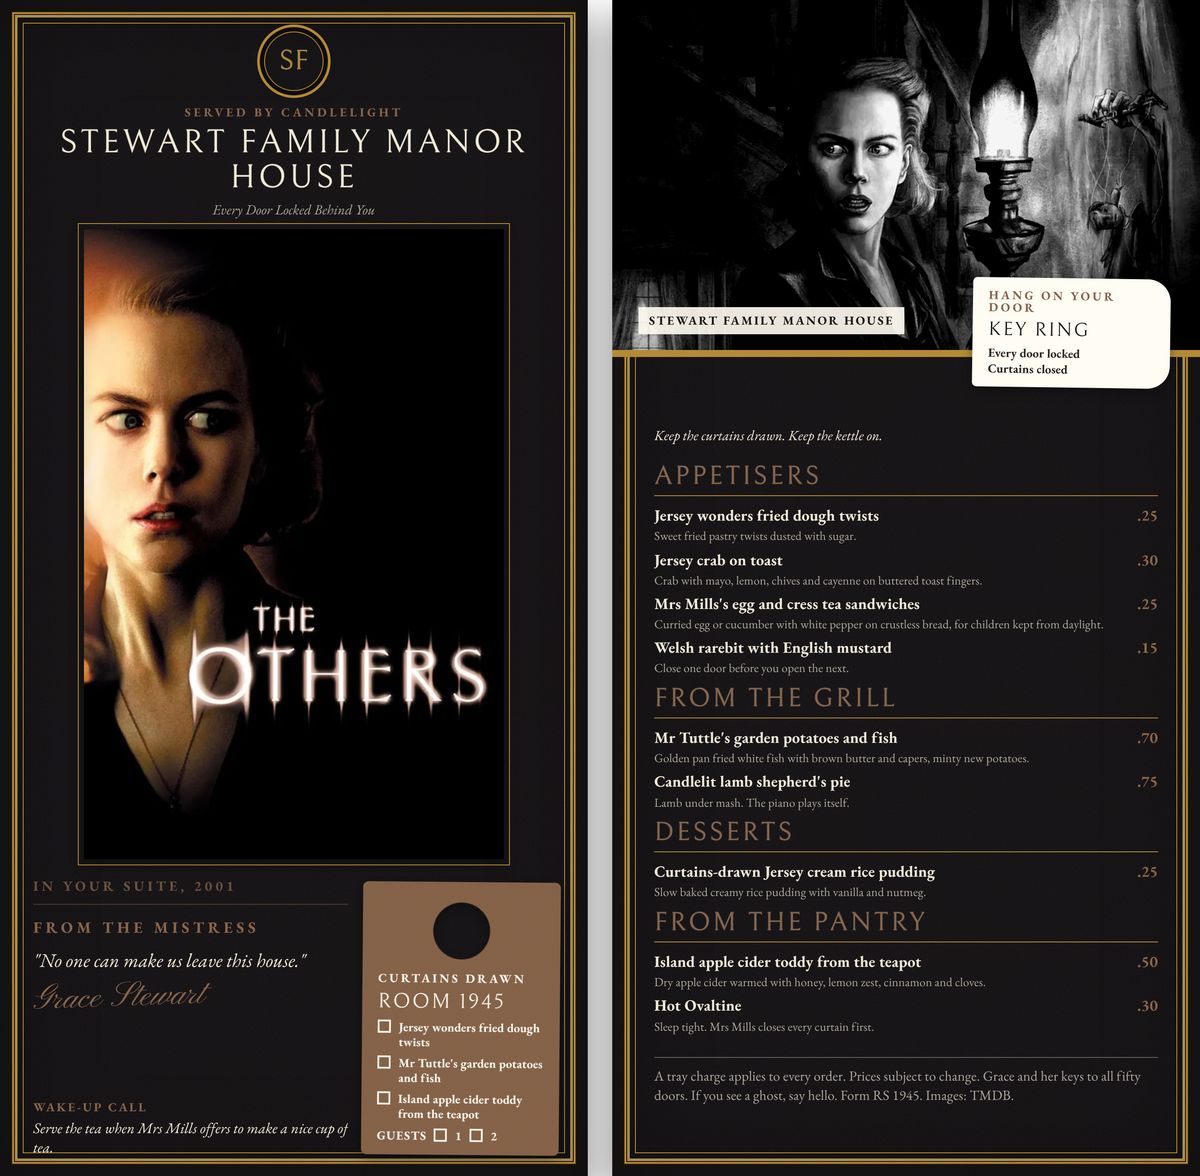 SF
SERVED BY CANDLELIGHT
STEWART FAMILY MANOR
HOUSE
Every Door Locked Behind You
THE
OTHERS
IN YOUR SUITE, 2001
FROM THE MISTRESS
"No one can make us leave this house."
Grace Stewart
WAKE-UP CALL
Serve the tea when Mrs Mills offers to make a nice cup of
tea.
CURTAINS DRAWN
ROOM 1945
Jersey wonders fried dough
twists
Mr Tuttle's garden potatoes
and fish
Island apple cider toddy
from the teapot
GUESTS 1 2
STEWART FAMILY MANOR HOUSE
HANG ON YOUR
DOOR
KEY RING
Every door locked
Curtains closed
Keep the curtains drawn. Keep the kettle on.
APPETISERS
Jersey wonders fried dough twists .25
Sweet fried pastry twists dusted with sugar.
Jersey crab on toast .30
Crab with mayo, lemon, chives and cayenne on buttered toast fingers.
Mrs Mills's egg and cress tea sandwiches .25
Curried egg or cucumber with white pepper on crustless bread, for children kept from daylight.
Welsh rarebit with English mustard .15
Close one door before you open the next.
FROM THE GRILL
Mr Tuttle's garden potatoes and fish .70
Golden pan fried white fish with brown butter and capers, minty new potatoes.
Candlelit lamb shepherd's pie .75
Lamb under mash. The piano plays itself.
DESSERTS
Curtains-drawn Jersey cream rice pudding .25
Slow baked creamy rice pudding with vanilla and nutmeg.
FROM THE PANTRY
Island apple cider toddy from the teapot .50
Dry apple cider warmed with honey, lemon zest, cinnamon and cloves.
Hot Ovaltine .30
Sleep tight. Mrs Mills closes every curtain first.
A tray charge applies to every order. Prices subject to change. Grace and her keys to all fifty
doors. If you see a ghost, say hello. Form RS 1945. Images: TMDB.